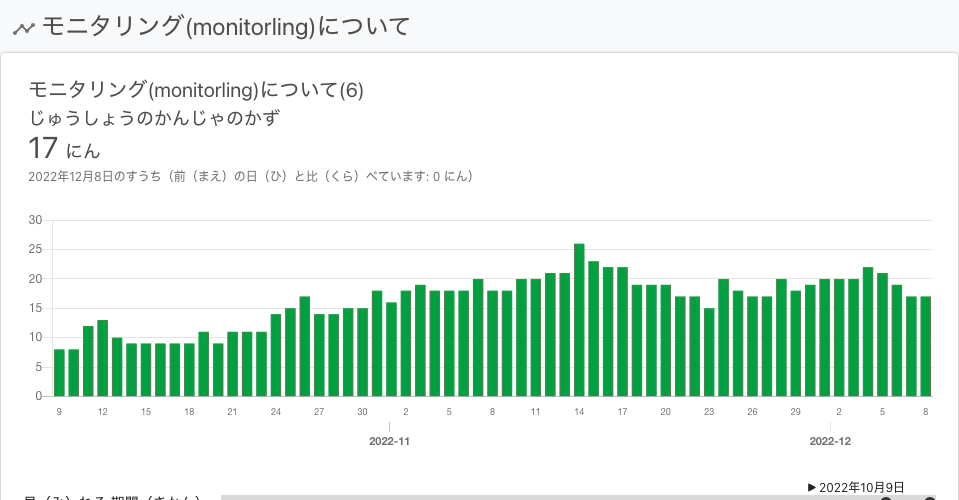 モニタリング(monitorling)について
モニタリング(monitorling)について(6)
じゅうしょうのかんじゃのかず
17 にん
2022年12月8日のすうち（前（まえ）の日（ひ）と比（くら）べています: 0 にん）
30
25
20
15
10
5
0
9 12 15 18 21 24 27 30 2 5 8 11 14 17 20 23 26 29 2 5 8
2022-11 2022-12
▶ 2022年10月9日